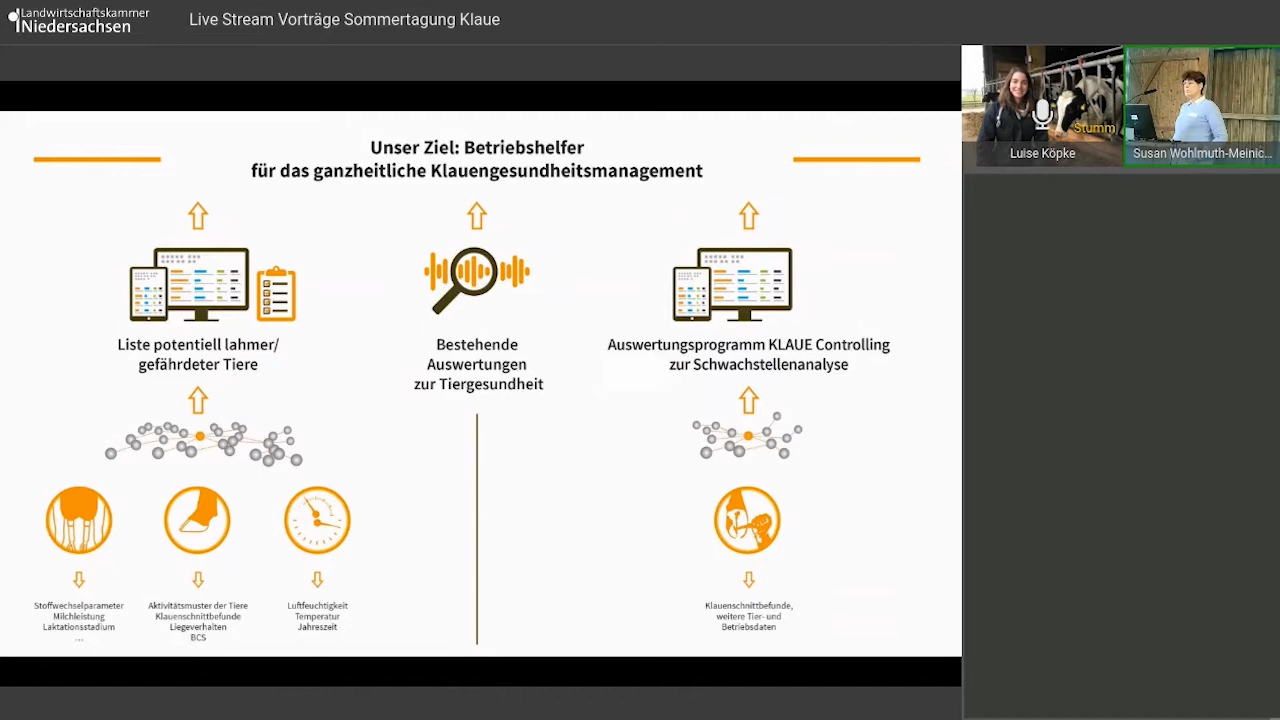 Landwirtschaftskammer
Niedersachsen
Live Stream Vorträge Sommertagung Klaue
Stumm
Luise Köpke
Susan Wohlmuth-Meinic...
Unser Ziel: Betriebshelfer
für das ganzheitliche Klauengesundheitsmanagement
Liste potentiell lahmer/
gefährdeter Tiere
Bestehende
Auswertungen
zur Tiergesundheit
Auswertungsprogramm KLAUE Controlling
zur Schwachstellenanalyse
Stoffwechselparameter
Milchleistung
Laktationsstadium
...
Aktivitätsmuster der Tiere
Klauenschnittbefunde
Liegeverhalten
BCS
Luftfeuchtigkeit
Temperatur
Jahreszeit
Klauenschnittbefunde,
weitere Tier- und
Betriebsdaten